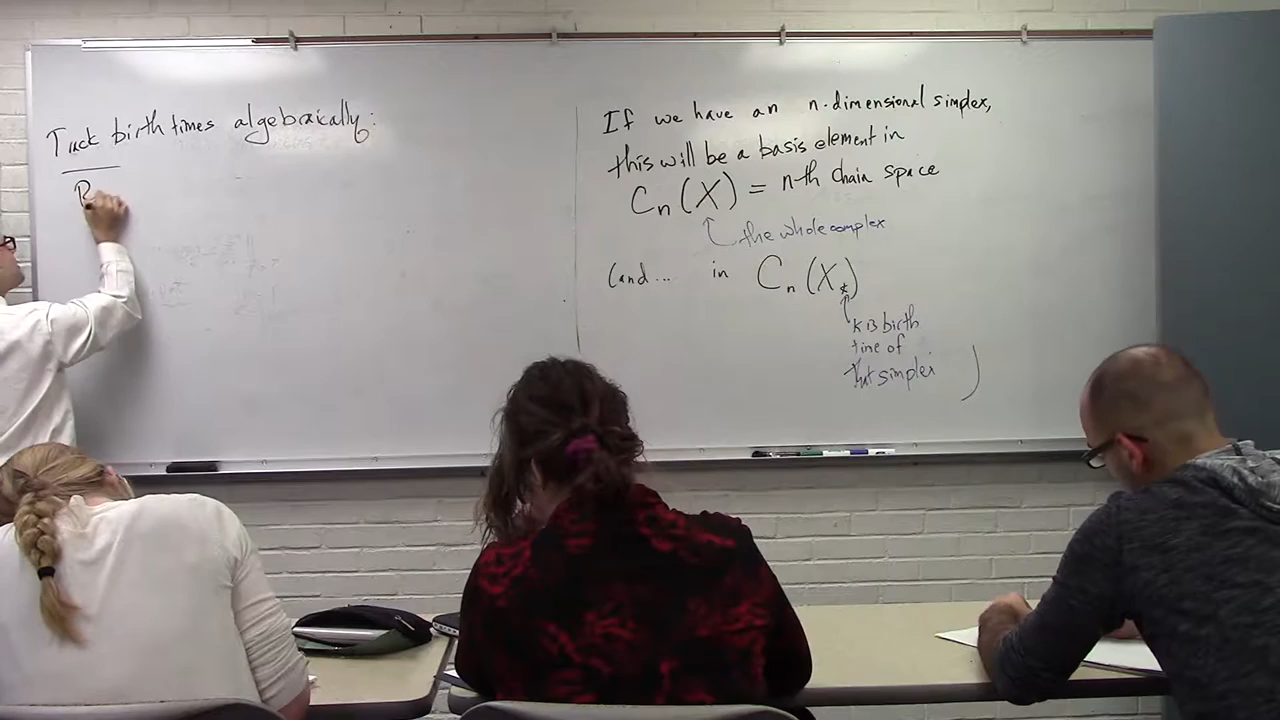 Track birth times algebraically:
R
If we have an n-dimensional simplex,
this will be a basis element in
Cn(X) = n-th chain space
the whole complex
(and... in Cn(X*)
K is birth
time of
that simplex )